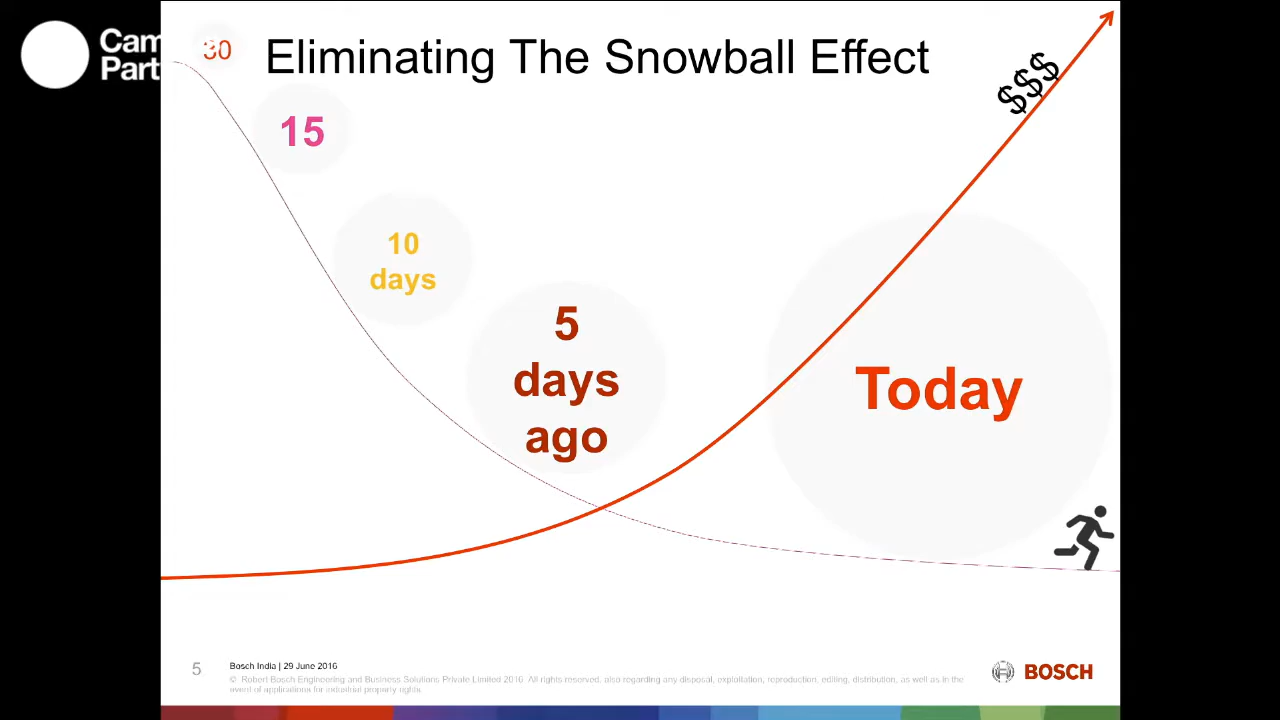 Cam
Part
30
Eliminating The Snowball Effect
$$$
15
10
days
5
days
ago
Today
5
Bosch India | 29 June 2016
© Robert Bosch Engineering and Business Solutions Private Limited 2016 All rights reserved, also regarding any disposal, exploitation, reproduction, editing, distribution, as well as in the
event of applications for industrial property rights.
BOSCH